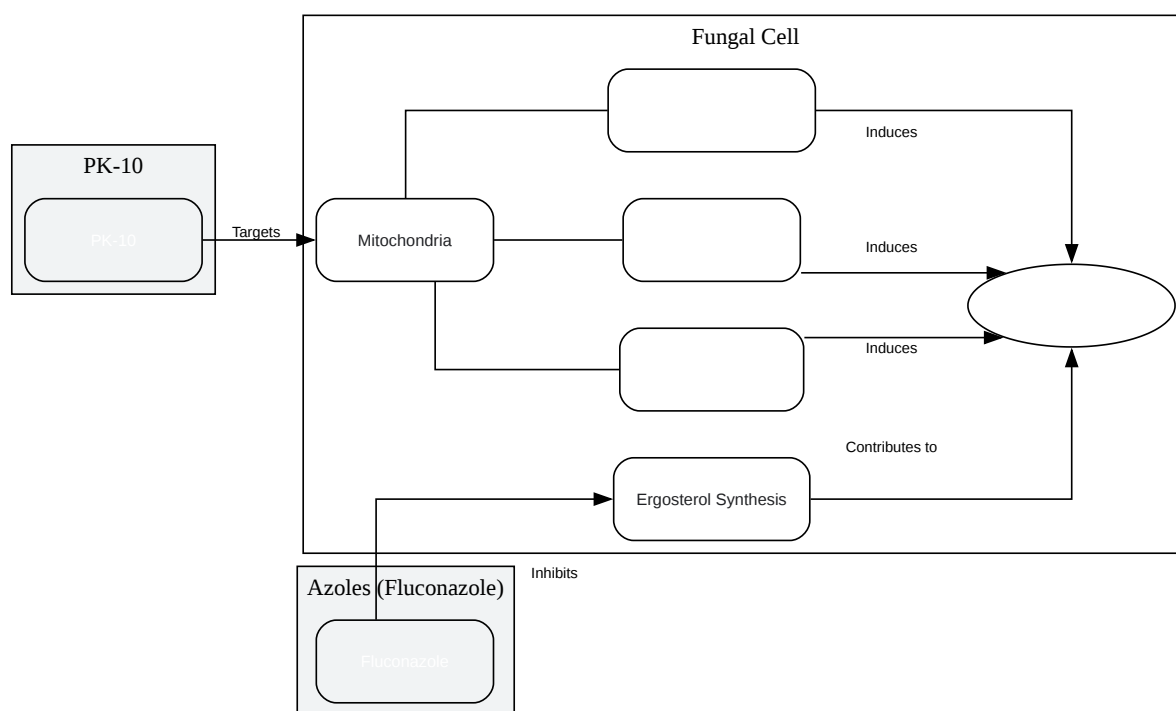 Fungal Cell
Induces
PK-10
PK-10
Targets
Mitochondria
Induces
Induces
Contributes to
Ergosterol Synthesis
Inhibits
Azoles (Fluconazole)
Fluconazole